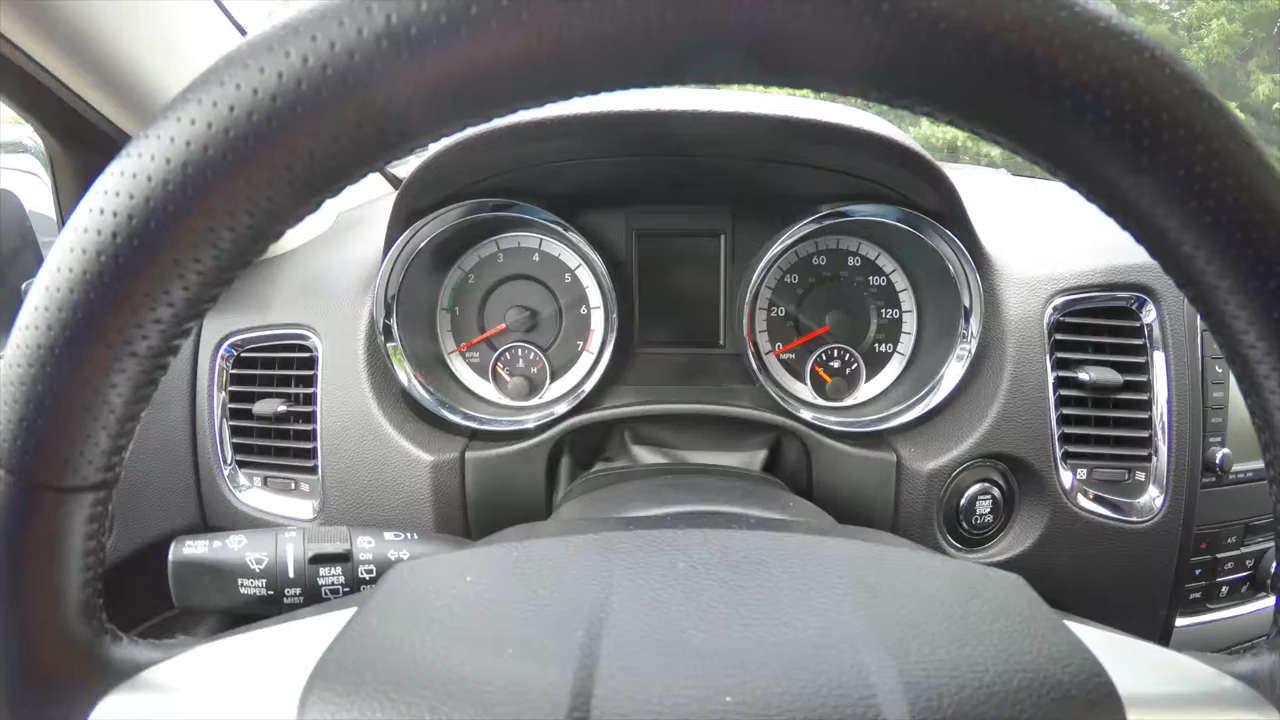 1
2
3
4
5
6
7
RPM
x1000
C
H
0
20
40
60
80
100
120
140
MPH
F
ENGINE
START
STOP
PUSH
WASH
FRONT
WIPER
OFF
MIST
REAR
WIPER
ON
A/C
SYNC